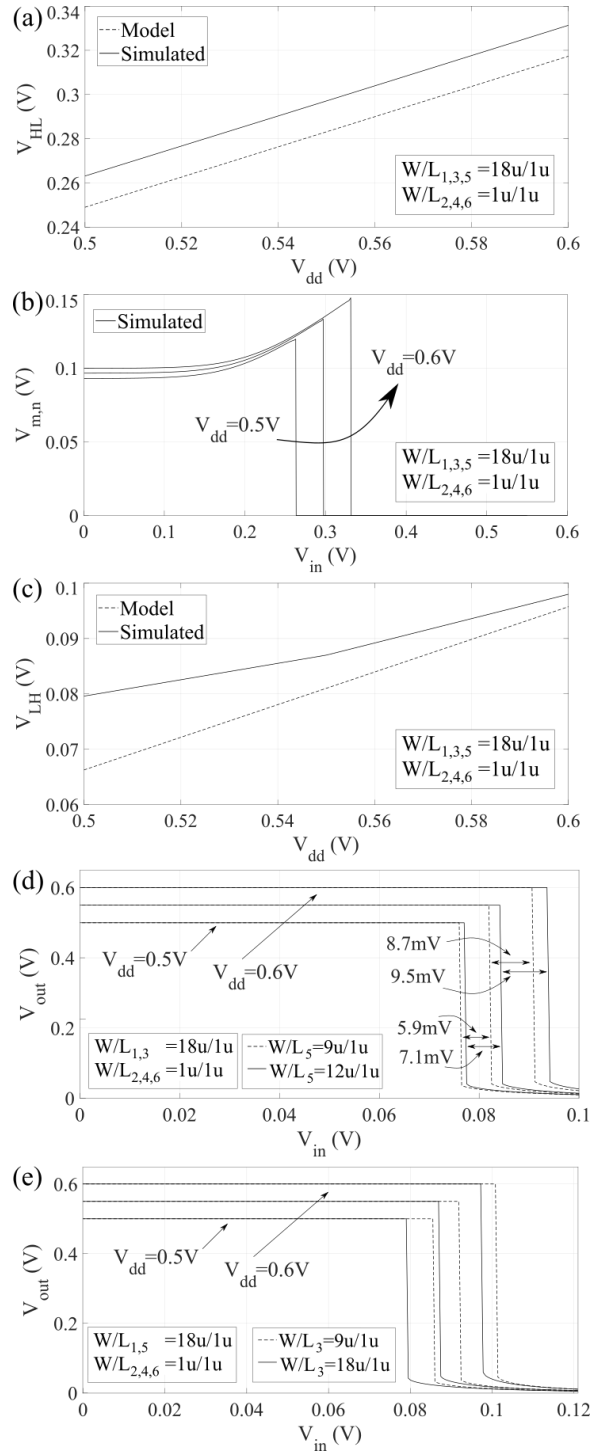 (a)
0.34
0.32
0.3
0.28
0.26
0.24
V_HL (V)
Model
Simulated
W/L_1,3,5 =18u/1u
W/L_2,4,6 =1u/1u
0.5 0.52 0.54 0.56 0.58 0.6
V_dd (V)
(b)
0.15
0.1
0.05
0
V_m,n (V)
Simulated
V_dd=0.6V
V_dd=0.5V
W/L_1,3,5 =18u/1u
W/L_2,4,6 =1u/1u
0 0.1 0.2 0.3 0.4 0.5 0.6
V_in (V)
(c)
0.1
0.09
0.08
0.07
0.06
V_LH (V)
Model
Simulated
W/L_1,3,5 =18u/1u
W/L_2,4,6 =1u/1u
0.5 0.52 0.54 0.56 0.58 0.6
V_dd (V)
(d)
0.6
0.4
0.2
0
V_out (V)
V_dd=0.5V
V_dd=0.6V
8.7mV
9.5mV
5.9mV
7.1mV
W/L_1,3 =18u/1u
W/L_2,4,6 =1u/1u
W/L_5=9u/1u
W/L_5=12u/1u
0 0.02 0.04 0.06 0.08 0.1
V_in (V)
(e)
0.6
0.4
0.2
0
V_out (V)
V_dd=0.5V
V_dd=0.6V
W/L_1,5 =18u/1u
W/L_2,4,6 =1u/1u
W/L_3=9u/1u
W/L_3=18u/1u
0 0.02 0.04 0.06 0.08 0.1 0.12
V_in (V)